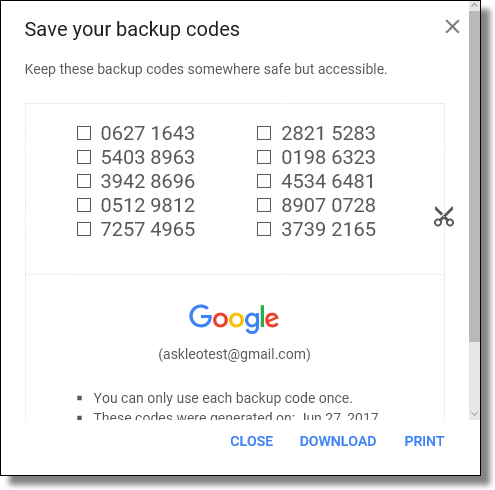 Save your backup codes
Keep these backup codes somewhere safe but accessible.
0627 1643 2821 5283
5403 8963 0198 6323
3942 8696 4534 6481
0512 9812 8907 0728
7257 4965 3739 2165
Google
(askleotest@gmail.com)
You can only use each backup code once.
These codes were generated on: Jun 27, 2017
CLOSE DOWNLOAD PRINT